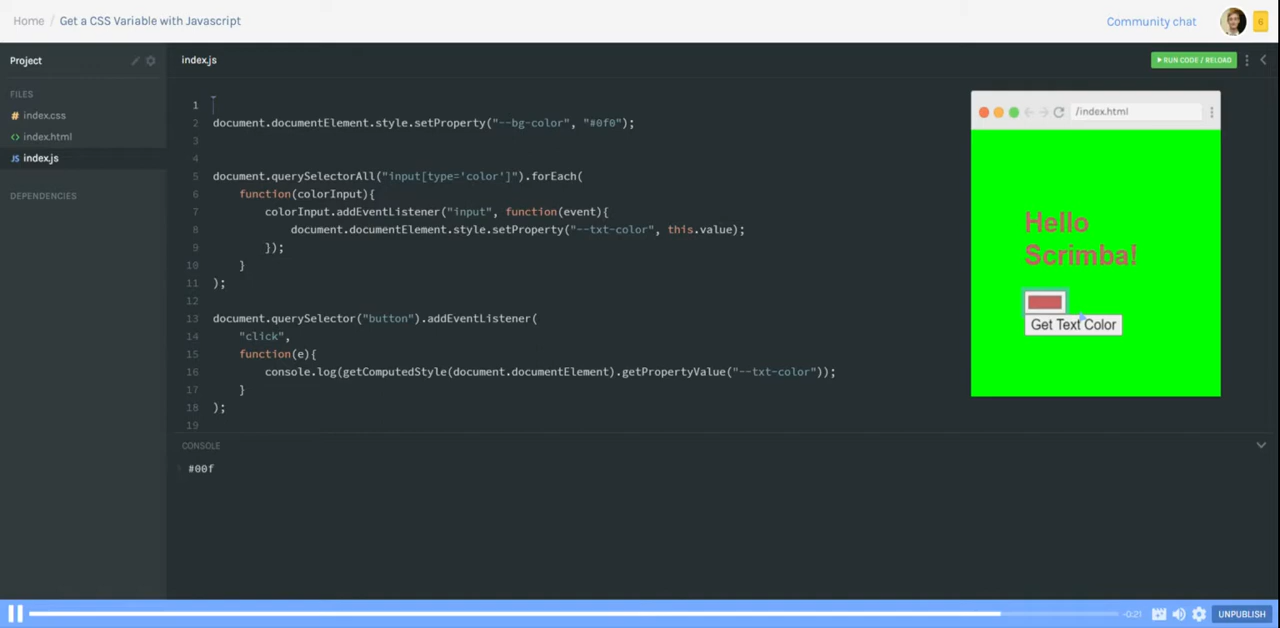 Home / Get a CSS Variable with Javascript
Community chat
6
Project
index.js
RUN CODE / RELOAD
FILES
index.css
index.html
JS index.js
DEPENDENCIES
1
2 document.documentElement.style.setProperty("--bg-color", "#0f0");
3
4
5 document.querySelectorAll("input[type='color']").forEach(
6 function(colorInput){
7 colorInput.addEventListener("input", function(event){
8 document.documentElement.style.setProperty("--txt-color", this.value);
9 });
10 }
11 );
12
13 document.querySelector("button").addEventListener(
14 "click",
15 function(e){
16 console.log(getComputedStyle(document.documentElement).getPropertyValue("--txt-color"));
17 }
18 );
19
/index.html
Hello
Scrimba!
Get Text Color
CONSOLE
#00f
-0:21
UNPUBLISH